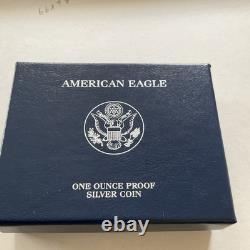 AMERICAN EAGLE
ONE OUNCE PROOF
SILVER COIN